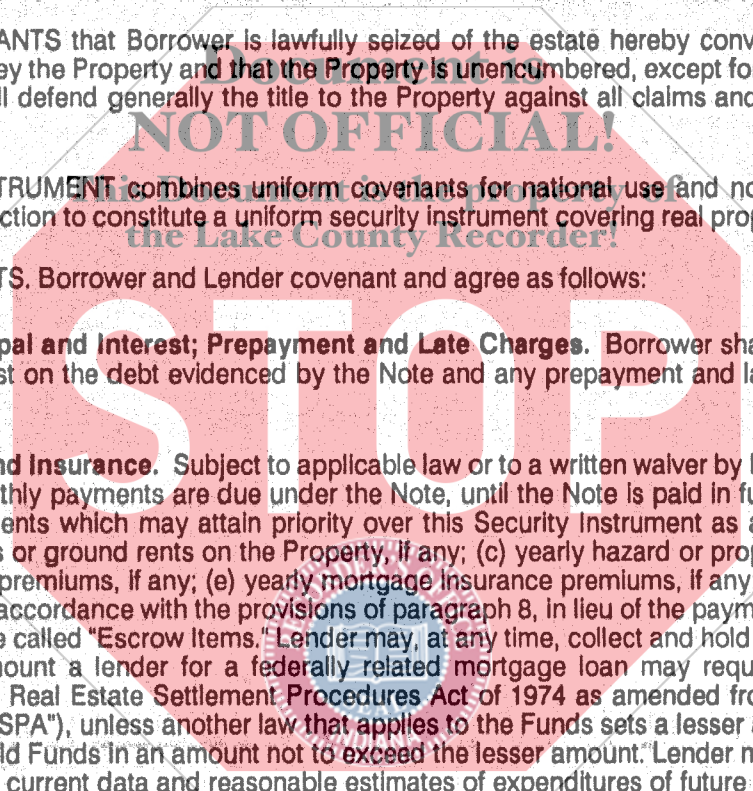 ANTS that Borrower is lawfully seized of the estate hereby conv
Document is
ey the Property and that the Property is unencumbered, except fo
ll defend generally the title to the Property against all claims and
NOT OFFICIAL!
TRUMENT combines uniform covenants for national use and no
This Document is the property of
ction to constitute a uniform security instrument covering real prop
the Lake County Recorder!
TS. Borrower and Lender covenant and agree as follows:
STOP
pal and Interest; Prepayment and Late Charges. Borrower sha
st on the debt evidenced by the Note and any prepayment and la
nd Insurance. Subject to applicable law or to a written waiver by
thly payments are due under the Note, until the Note is paid in fu
ents which may attain priority over this Security Instrument as
s or ground rents on the Property, if any; (c) yearly hazard or prop
premiums, if any; (e) yearly mortgage insurance premiums, if any
accordance with the provisions of paragraph 8, in lieu of the paym
e called "Escrow Items." Lender may, at any time, collect and hold
mount a lender for a federally related mortgage loan may requ
Real Estate Settlement Procedures Act of 1974 as amended fro
SPA"), unless another law that applies to the Funds sets a lesser
ld Funds in an amount not to exceed the lesser amount. Lender m
current data and reasonable estimates of expenditures of future